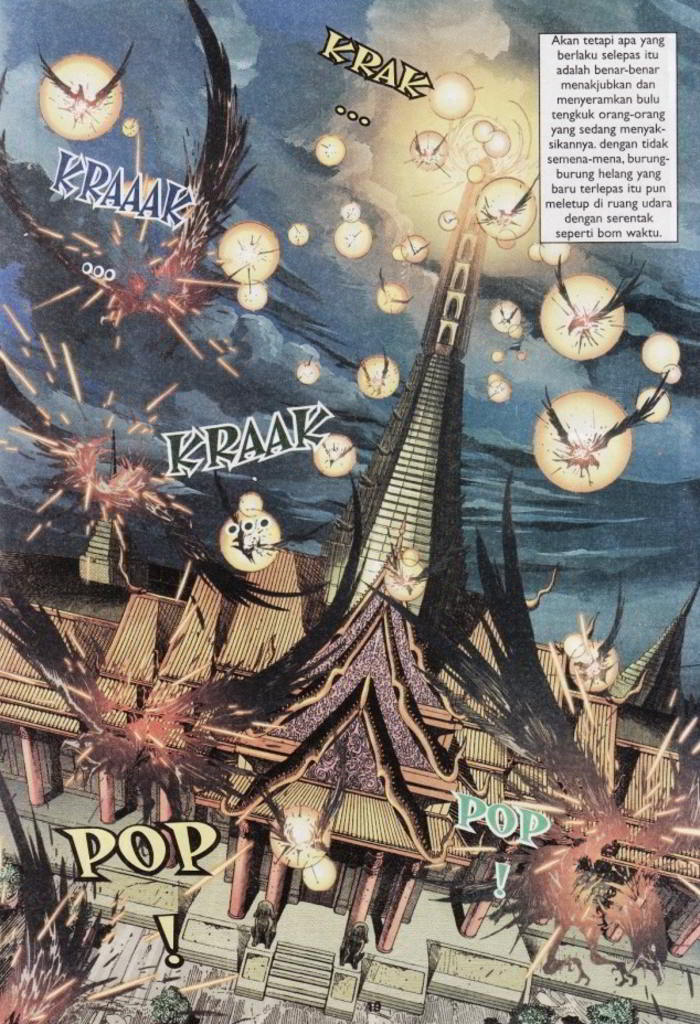 KRAK
...
Akan tetapi apa yang
berlaku selepas itu
adalah benar-benar
menakjubkan dan
menyeramkan bulu
tengkuk orang-orang
yang sedang menyak-
sikannya. dengan tidak
semena-mena, burung-
burung helang yang
baru terlepas itu pun
meletup di ruang udara
dengan serentak
seperti bom waktu.
KRAAAK
...
KRAAK
...
POP
!
POP
!
19